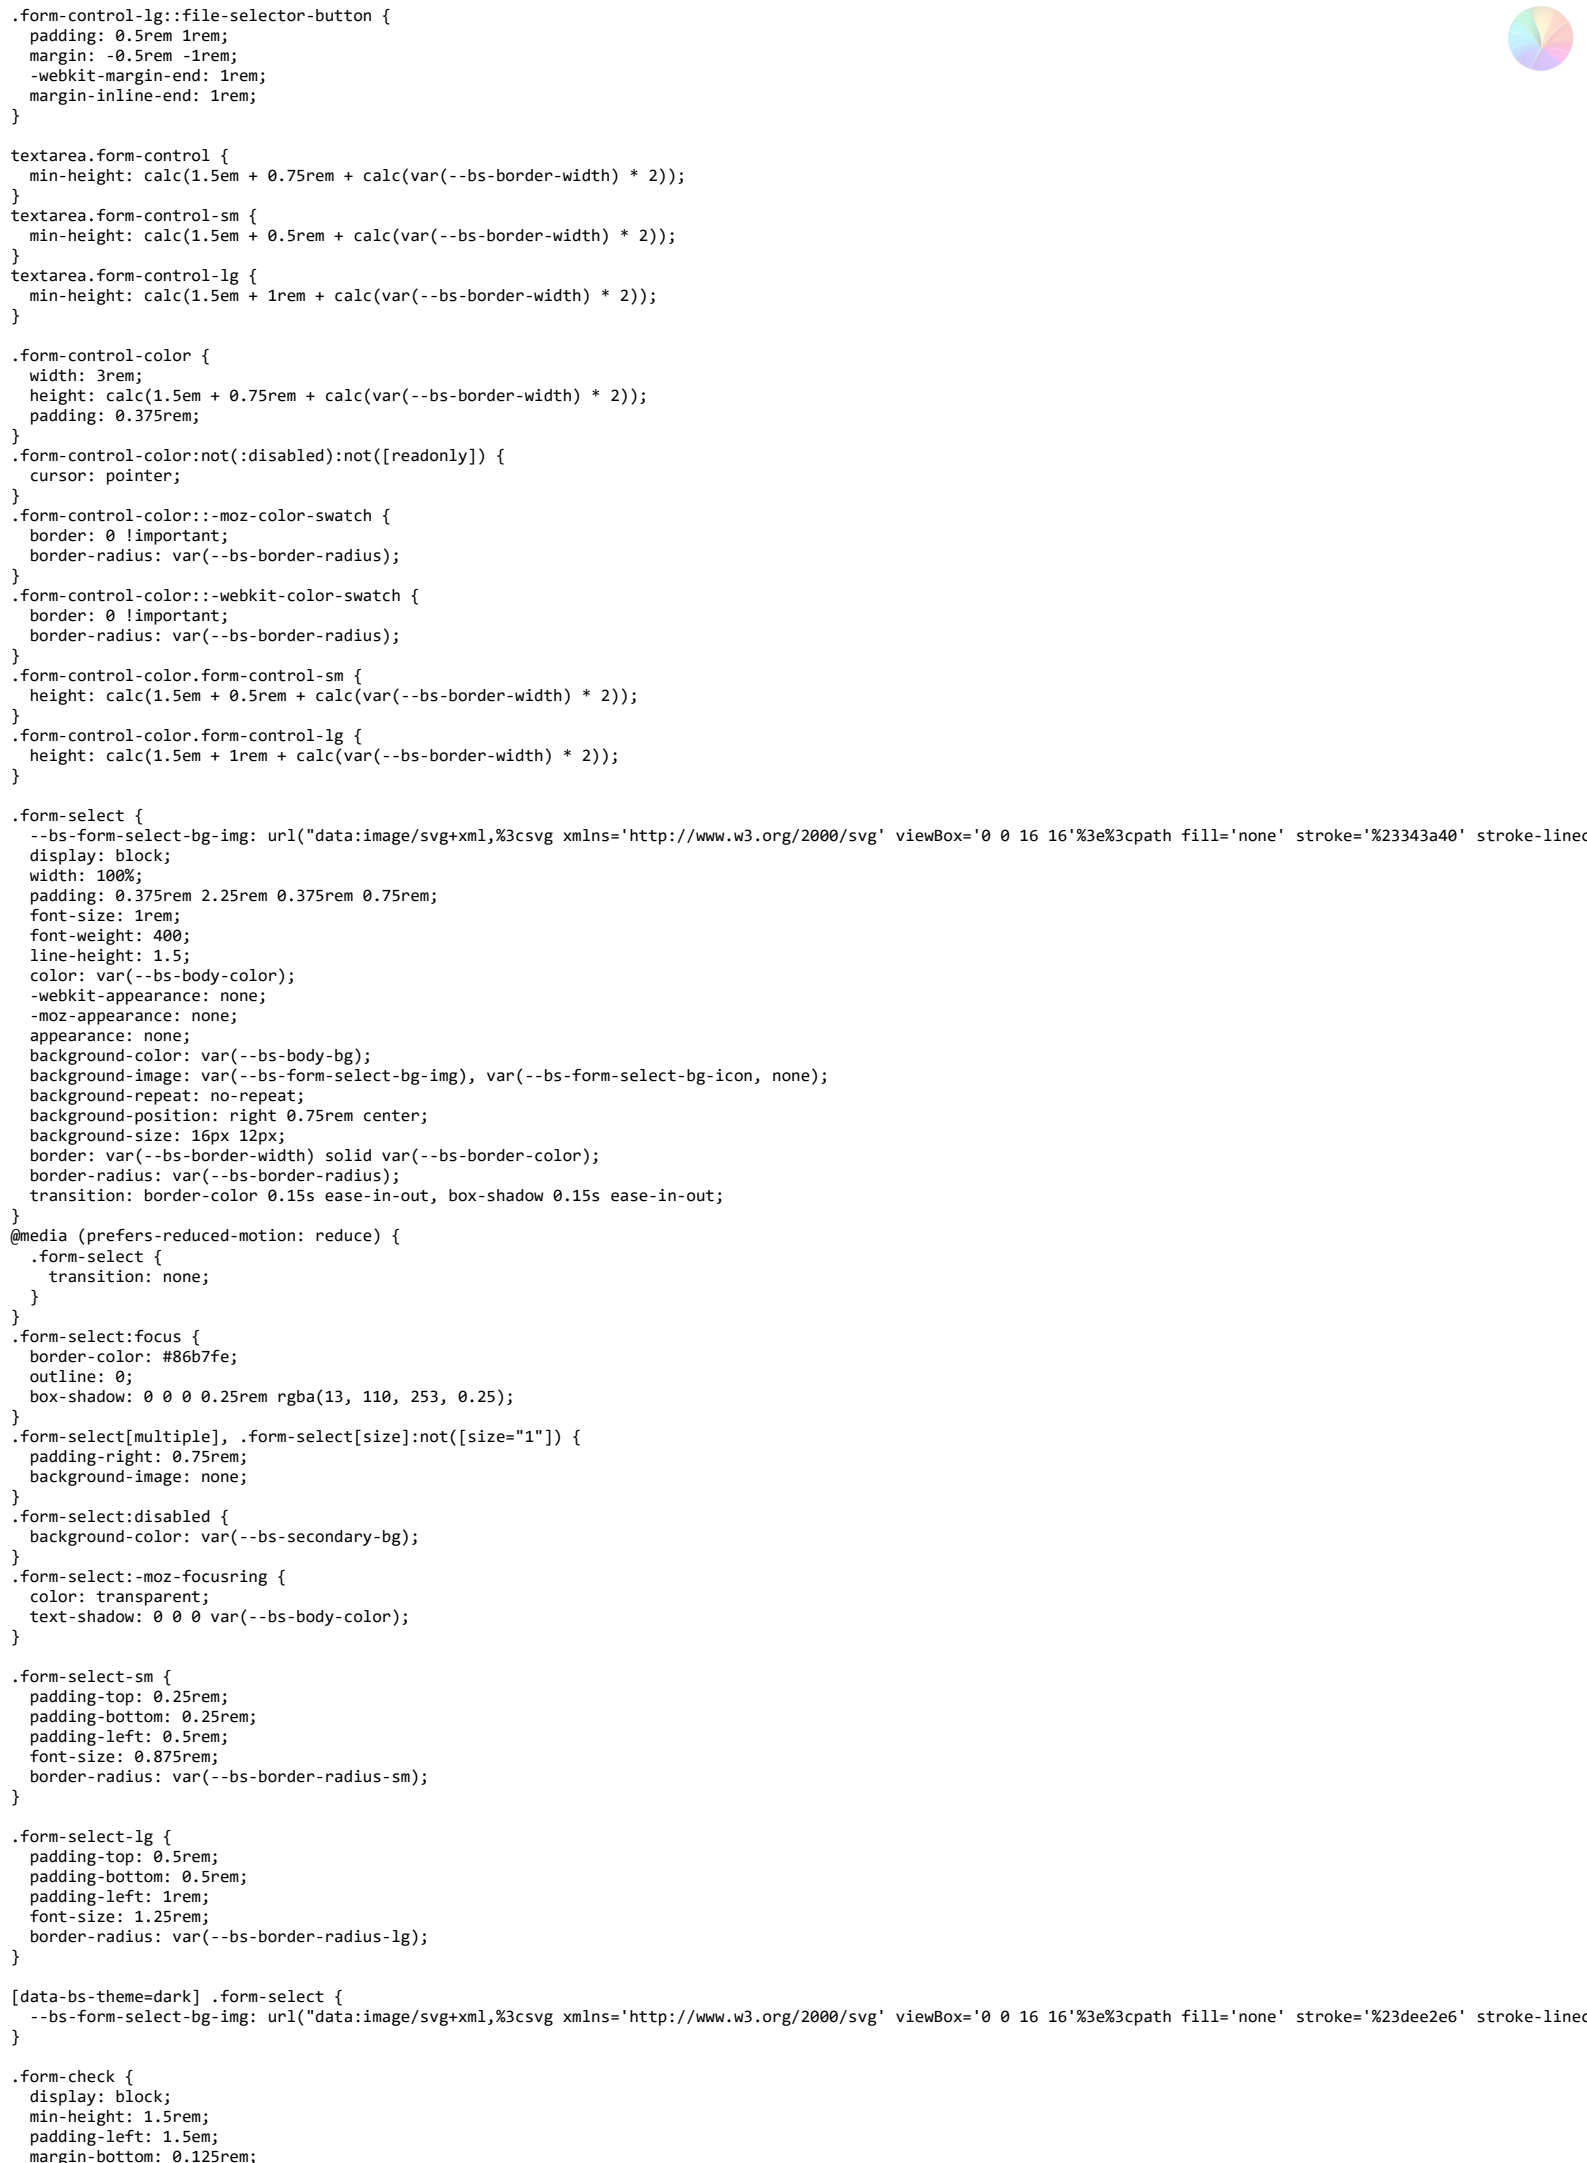 .form-control-lg::file-selector-button {
  padding: 0.5rem 1rem;
  margin: -0.5rem -1rem;
  -webkit-margin-end: 1rem;
  margin-inline-end: 1rem;
}

textarea.form-control {
  min-height: calc(1.5em + 0.75rem + calc(var(--bs-border-width) * 2));
}
textarea.form-control-sm {
  min-height: calc(1.5em + 0.5rem + calc(var(--bs-border-width) * 2));
}
textarea.form-control-lg {
  min-height: calc(1.5em + 1rem + calc(var(--bs-border-width) * 2));
}

.form-control-color {
  width: 3rem;
  height: calc(1.5em + 0.75rem + calc(var(--bs-border-width) * 2));
  padding: 0.375rem;
}
.form-control-color:not(:disabled):not([readonly]) {
  cursor: pointer;
}
.form-control-color::-moz-color-swatch {
  border: 0 !important;
  border-radius: var(--bs-border-radius);
}
.form-control-color::-webkit-color-swatch {
  border: 0 !important;
  border-radius: var(--bs-border-radius);
}
.form-control-color.form-control-sm {
  height: calc(1.5em + 0.5rem + calc(var(--bs-border-width) * 2));
}
.form-control-color.form-control-lg {
  height: calc(1.5em + 1rem + calc(var(--bs-border-width) * 2));
}

.form-select {
  --bs-form-select-bg-img: url("data:image/svg+xml,%3csvg xmlns='http://www.w3.org/2000/svg' viewBox='0 0 16 16'%3e%3cpath fill='none' stroke='%23343a40' stroke-linec
  display: block;
  width: 100%;
  padding: 0.375rem 2.25rem 0.375rem 0.75rem;
  font-size: 1rem;
  font-weight: 400;
  line-height: 1.5;
  color: var(--bs-body-color);
  -webkit-appearance: none;
  -moz-appearance: none;
  appearance: none;
  background-color: var(--bs-body-bg);
  background-image: var(--bs-form-select-bg-img), var(--bs-form-select-bg-icon, none);
  background-repeat: no-repeat;
  background-position: right 0.75rem center;
  background-size: 16px 12px;
  border: var(--bs-border-width) solid var(--bs-border-color);
  border-radius: var(--bs-border-radius);
  transition: border-color 0.15s ease-in-out, box-shadow 0.15s ease-in-out;
}
@media (prefers-reduced-motion: reduce) {
  .form-select {
    transition: none;
  }
}
.form-select:focus {
  border-color: #86b7fe;
  outline: 0;
  box-shadow: 0 0 0 0.25rem rgba(13, 110, 253, 0.25);
}
.form-select[multiple], .form-select[size]:not([size="1"]) {
  padding-right: 0.75rem;
  background-image: none;
}
.form-select:disabled {
  background-color: var(--bs-secondary-bg);
}
.form-select:-moz-focusring {
  color: transparent;
  text-shadow: 0 0 0 var(--bs-body-color);
}

.form-select-sm {
  padding-top: 0.25rem;
  padding-bottom: 0.25rem;
  padding-left: 0.5rem;
  font-size: 0.875rem;
  border-radius: var(--bs-border-radius-sm);
}

.form-select-lg {
  padding-top: 0.5rem;
  padding-bottom: 0.5rem;
  padding-left: 1rem;
  font-size: 1.25rem;
  border-radius: var(--bs-border-radius-lg);
}

[data-bs-theme=dark] .form-select {
  --bs-form-select-bg-img: url("data:image/svg+xml,%3csvg xmlns='http://www.w3.org/2000/svg' viewBox='0 0 16 16'%3e%3cpath fill='none' stroke='%23dee2e6' stroke-linec
}

.form-check {
  display: block;
  min-height: 1.5rem;
  padding-left: 1.5em;
  margin-bottom: 0.125rem;